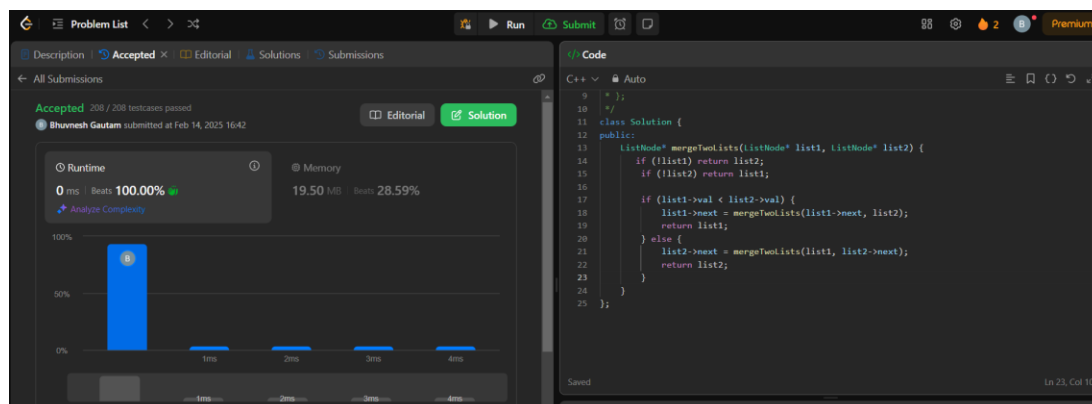 Problem List
Run
Submit
2
B
Premium
Description
Accepted
Editorial
Solutions
Submissions
All Submissions
Accepted 208 / 208 testcases passed
B Bhuvnesh Gautam submitted at Feb 14, 2025 16:42
Editorial
Solution
Runtime
0 ms | Beats 100.00%
Analyze Complexity
Memory
19.50 MB | Beats 28.59%
100%
50%
0%
B
1ms 2ms 3ms 4ms
1ms 2ms 3ms 4ms
</> Code
C++ Auto
9 * };
10 */
11 class Solution {
12 public:
13 ListNode* mergeTwoLists(ListNode* list1, ListNode* list2) {
14 if (!list1) return list2;
15 if (!list2) return list1;
16
17 if (list1->val < list2->val) {
18 list1->next = mergeTwoLists(list1->next, list2);
19 return list1;
20 } else {
21 list2->next = mergeTwoLists(list1, list2->next);
22 return list2;
23 }
24 }
25 };
Saved
Ln 23, Col 10